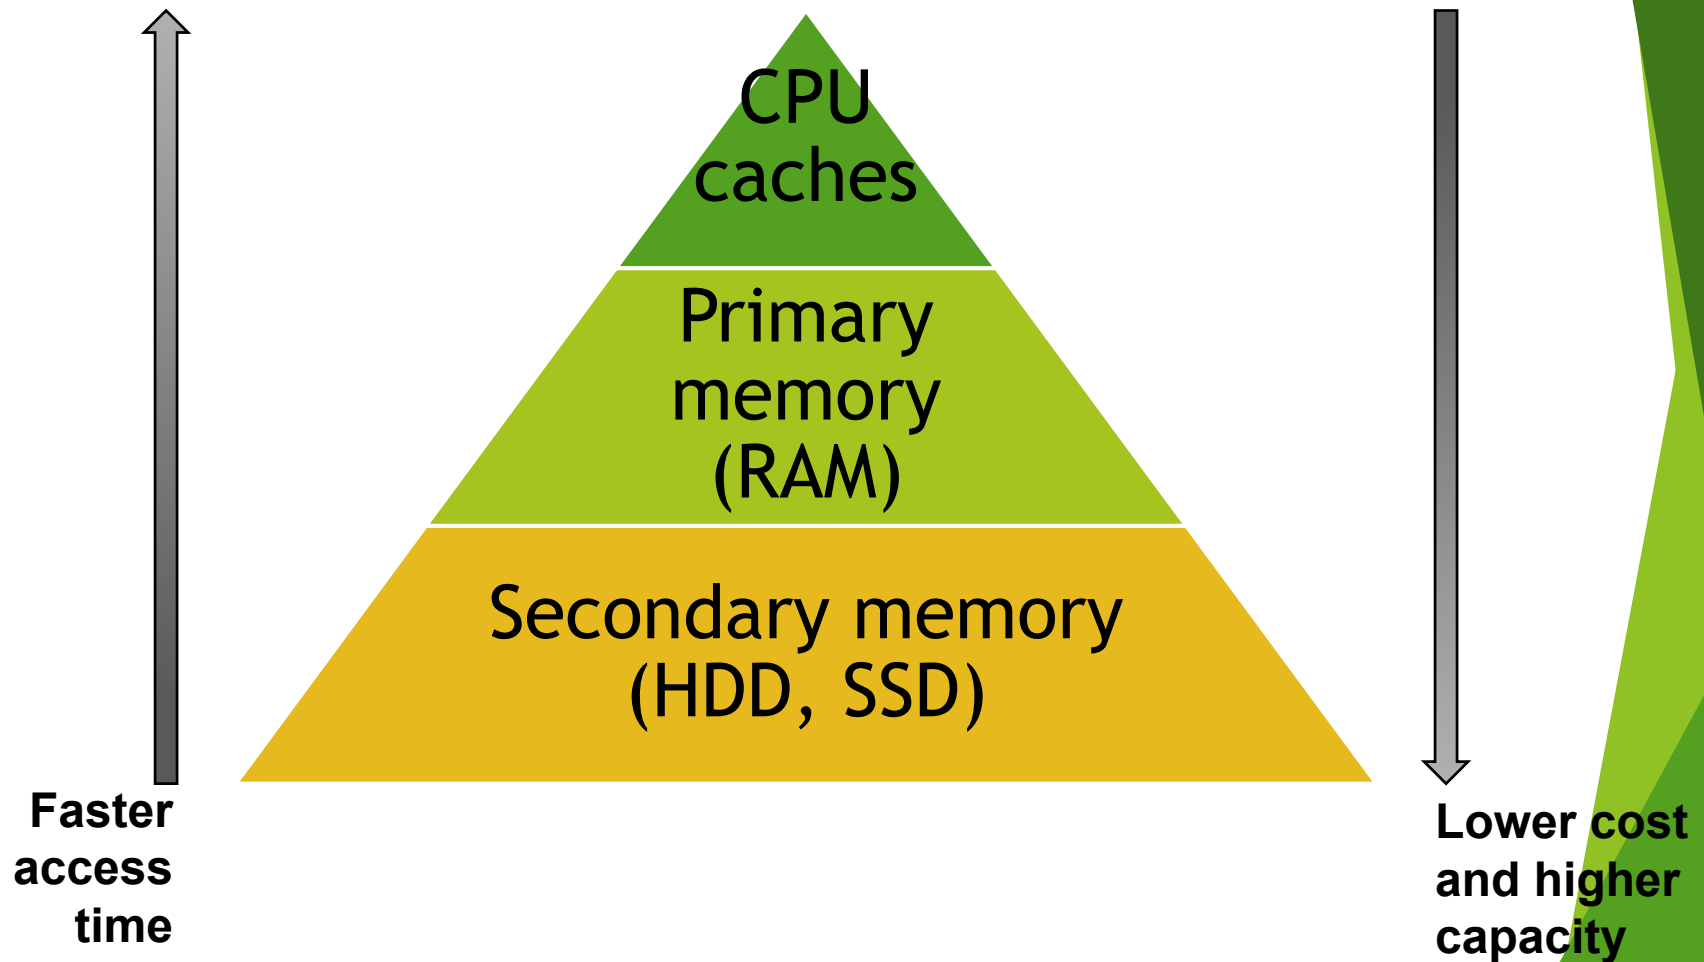 CPU
caches
Primary
memory
(RAM)
Secondary memory
(HDD, SSD)
Faster
access
time
Lower cost
and higher
capacity